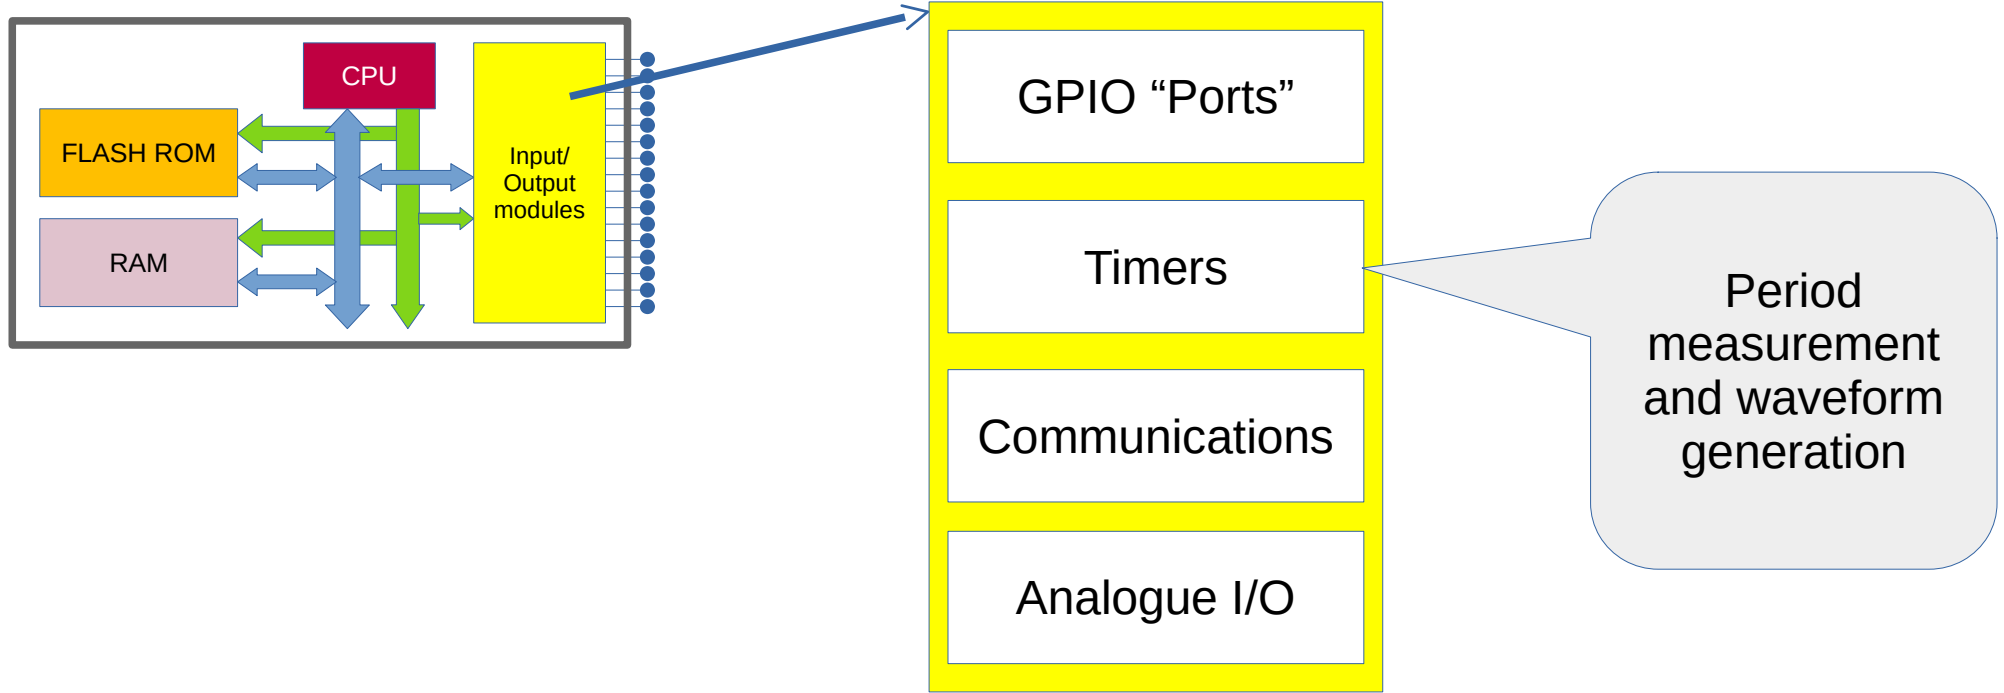 CPU
FLASH ROM
RAM
Input/
Output
modules
GPIO “Ports”
Timers
Communications
Analogue I/O
Period
measurement
and waveform
generation